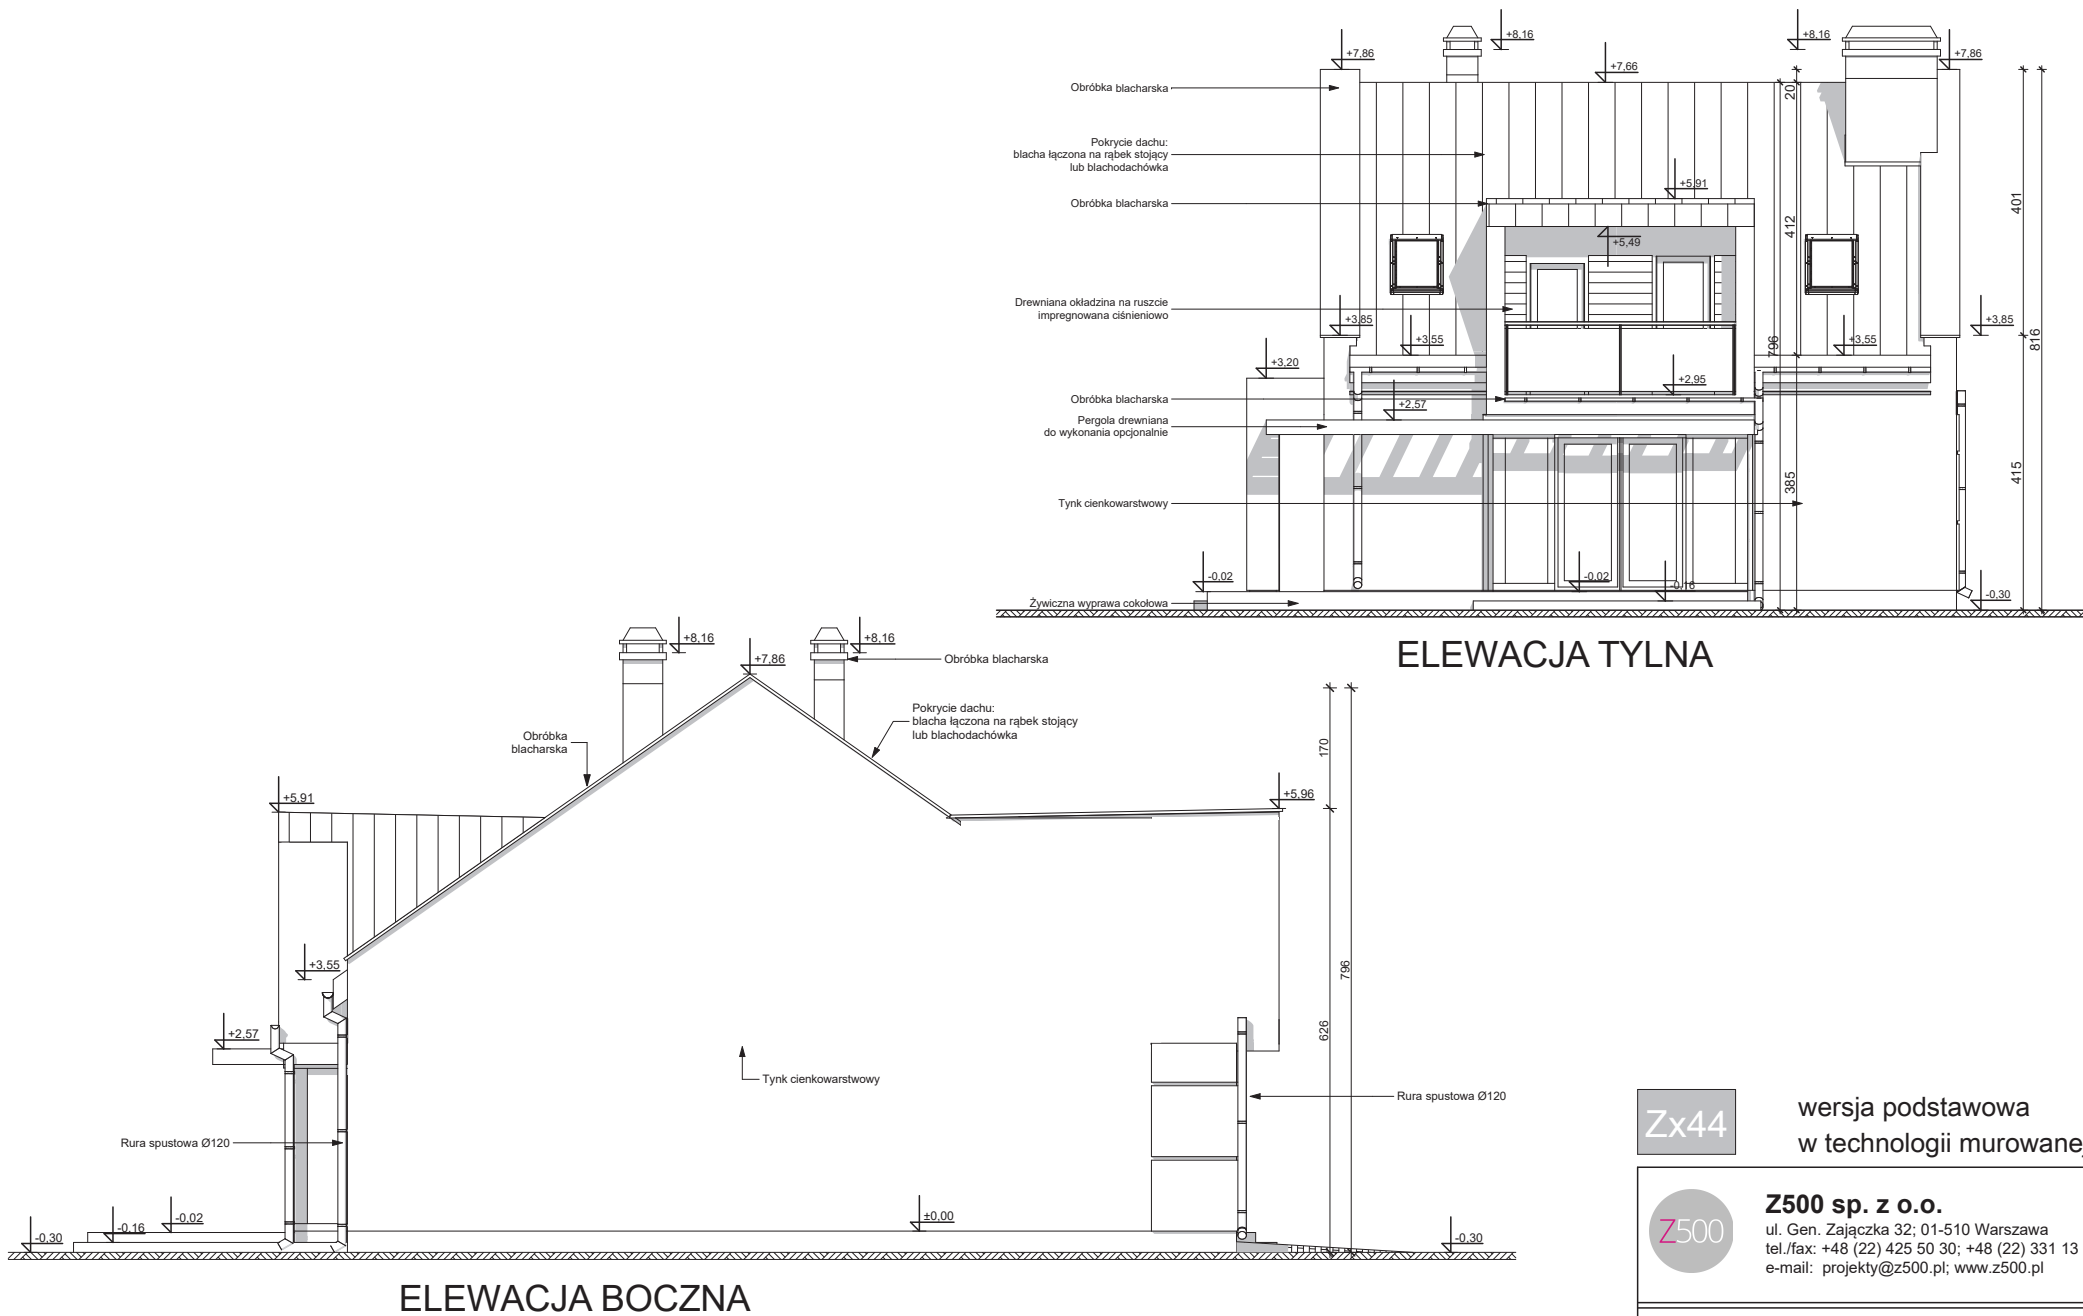 +8,16
+8,16
+7,86
+7,86
+7,66
Obróbka blacharska
20
Pokrycie dachu:
blacha łączona na rąbek stojący
lub blachodachówka
+5,91
Obróbka blacharska
401
412
+5,49
Drewniana okładzina na ruszcie
impregnowana ciśnieniowo
+3,85
+3,85
+3,55
+3,55
796
816
+3,20
+2,95
Obróbka blacharska
+2,57
Pergola drewniana
do wykonania opcjonalnie
415
385
Tynk cienkowarstwowy
-0,02
-0,02
-0,16
-0,30
Żywiczna wyprawa cokołowa
ELEWACJA TYLNA
+8,16
+8,16
+7,86
Obróbka blacharska
Pokrycie dachu:
blacha łączona na rąbek stojący
lub blachodachówka
Obróbka
blacharska
170
+5,91
+5,96
+3,55
796
626
+2,57
Tynk cienkowarstwowy
Rura spustowa Ø120
Rura spustowa Ø120
-0,30
-0,16
-0,02
±0,00
-0,30
ELEWACJA BOCZNA
Zx44
wersja podstawowa
w technologii murowanej
Z500
Z500 sp. z o.o.
ul. Gen. Zajączka 32; 01-510 Warszawa
tel./fax: +48 (22) 425 50 30; +48 (22) 331 13
e-mail: projekty@z500.pl; www.z500.pl